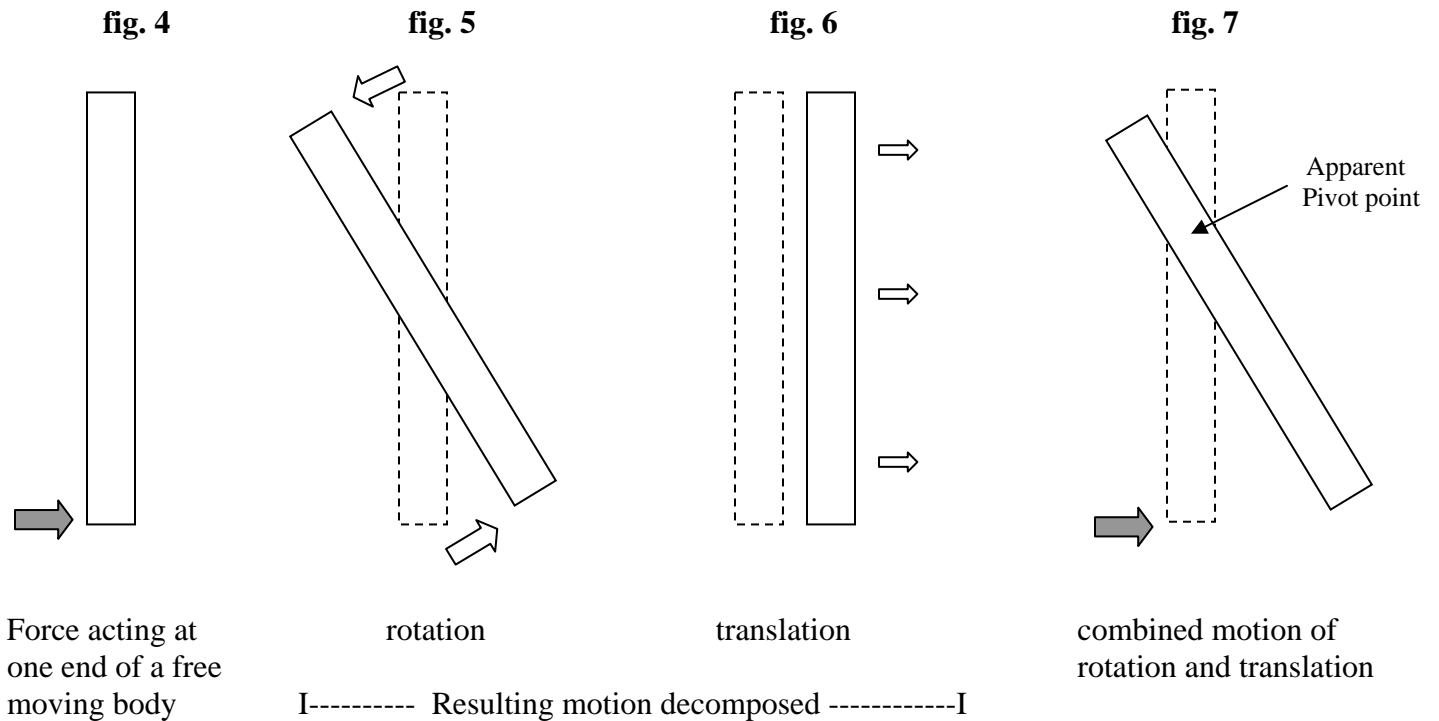 fig. 4
fig. 5
fig. 6
fig. 7
Apparent
Pivot point
Force acting at
one end of a free
moving body
rotation
translation
combined motion of
rotation and translation
I---------- Resulting motion decomposed ------------I